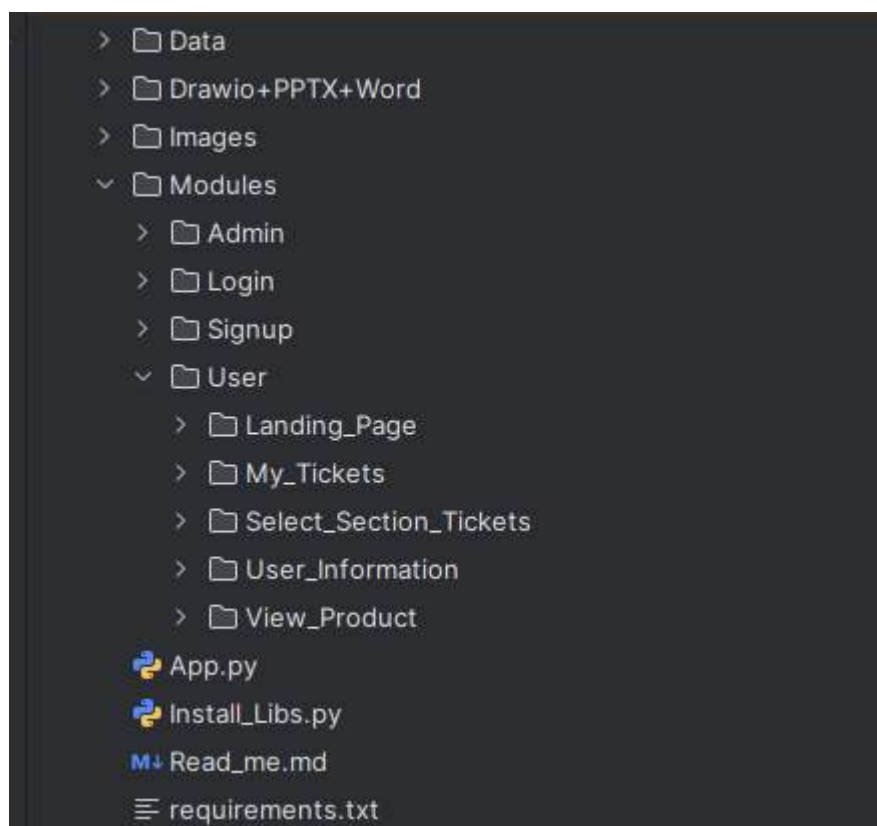 Data
Drawio+PPTX+Word
Images
Modules
Admin
Login
Signup
User
Landing_Page
My_Tickets
Select_Section_Tickets
User_Information
View_Product
App.py
Install_Libs.py
M↓ Read_me.md
requirements.txt